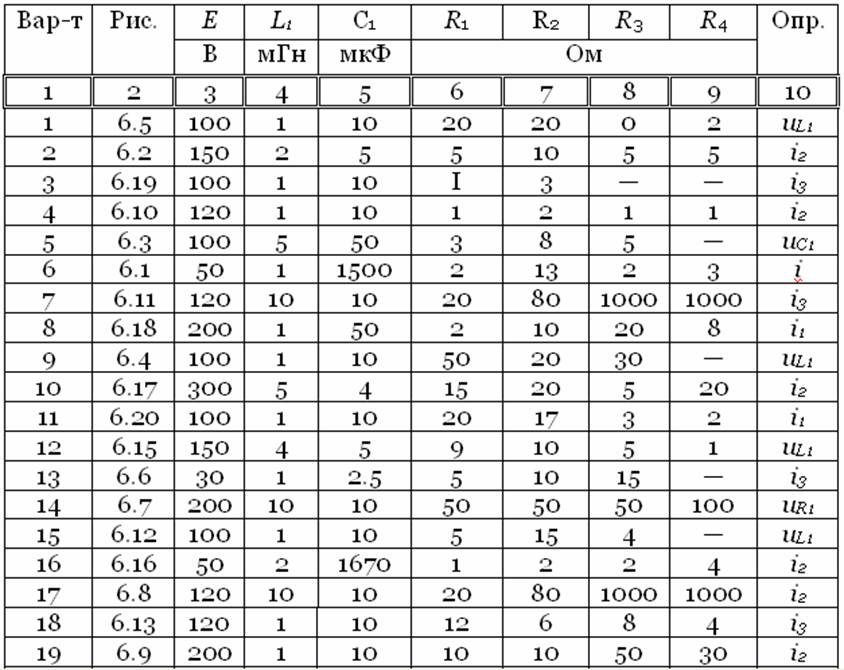 Вар-т Рис. E L₁ C₁ R₁ R₂ R₃ R₄ Опр.
В мГн мкФ Ом
1 2 3 4 5 6 7 8 9 10
1 6.5 100 1 10 20 20 0 2 uL₁
2 6.2 150 2 5 5 10 5 5 i₂
3 6.19 100 1 10 I 3 — — i₃
4 6.10 120 1 10 1 2 1 1 i₂
5 6.3 100 5 50 3 8 5 — uC₁
6 6.1 50 1 1500 2 13 2 3 i
7 6.11 120 10 10 20 80 1000 1000 i₃
8 6.18 200 1 50 2 10 20 8 i₁
9 6.4 100 1 10 50 20 30 — uL₁
10 6.17 300 5 4 15 20 5 20 i₂
11 6.20 100 1 10 20 17 3 2 i₁
12 6.15 150 4 5 9 10 5 1 uL₁
13 6.6 30 1 2.5 5 10 15 — i₃
14 6.7 200 10 10 50 50 50 100 uR₁
15 6.12 100 1 10 5 15 4 — uL₁
16 6.16 50 2 1670 1 2 2 4 i₂
17 6.8 120 10 10 20 80 1000 1000 i₂
18 6.13 120 1 10 12 6 8 4 i₃
19 6.9 200 1 10 10 10 50 30 i₂